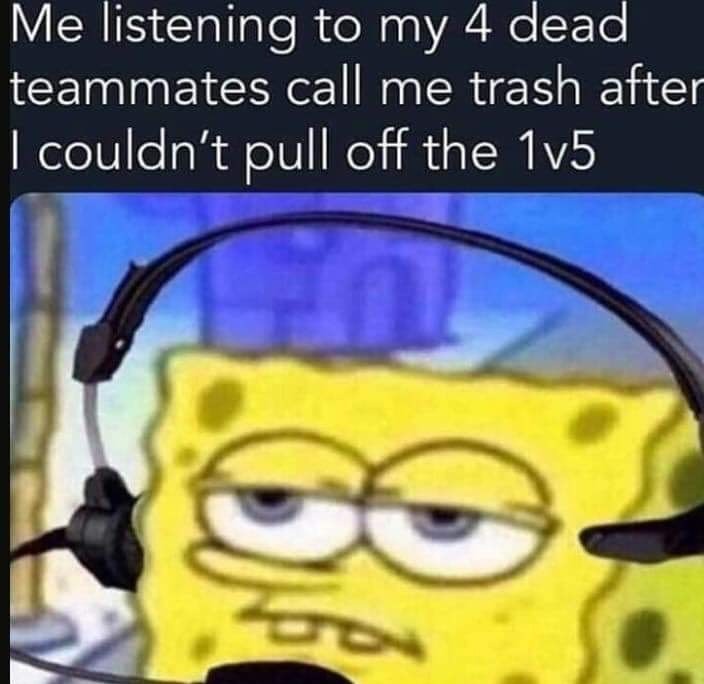 Me listening to my 4 dead
teammates call me trash after
I couldn't pull off the 1v5